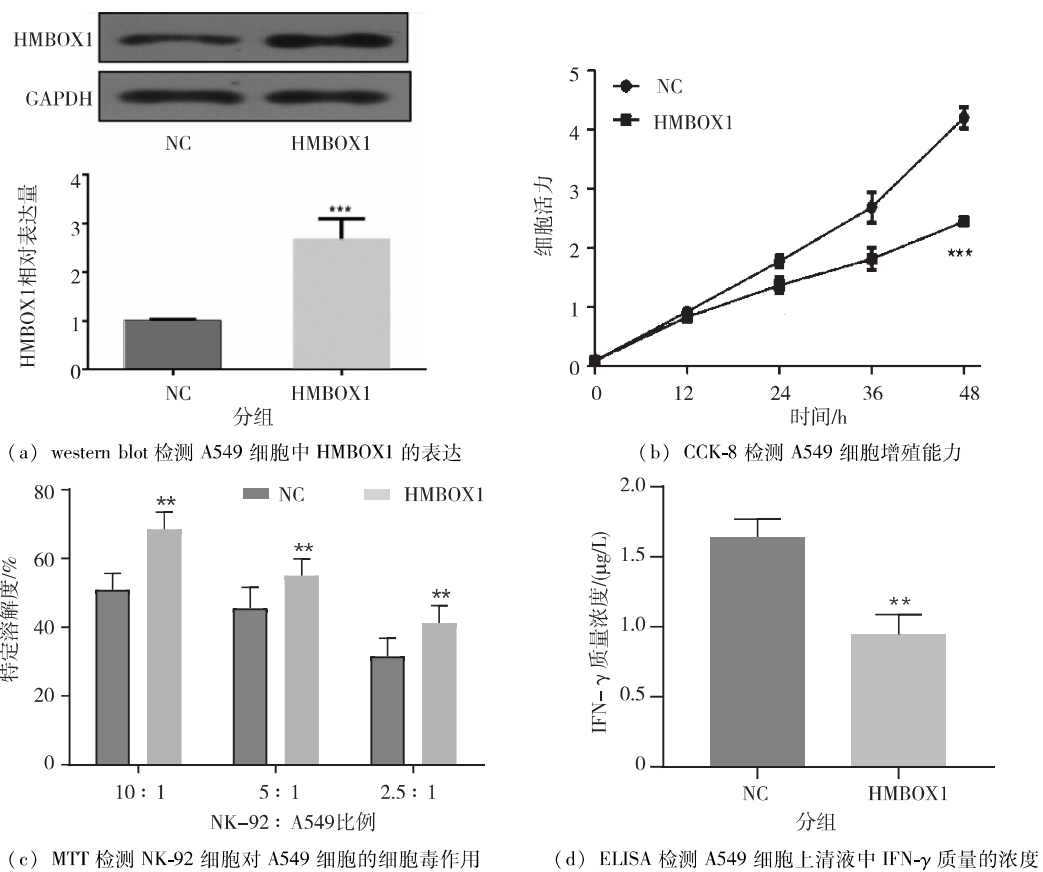 HMBOX1
GAPDH
NC HMBOX1
HMBOX1相对表达量
4
3
2
1
0
***
NC HMBOX1
分组
(a) western blot 检测 A549 细胞中 HMBOX1 的表达
细胞活力
5
4
3
2
1
0
NC
HMBOX1
***
0 12 24 36 48
时间/h
(b) CCK-8 检测 A549 细胞增殖能力
特定溶解度/%
80
60
40
20
0
NC HMBOX1
** ** **
10:1 5:1 2.5:1
NK-92:A549比例
(c) MTT 检测 NK-92 细胞对 A549 细胞的细胞毒作用
IFN-γ质量浓度/(μg/L)
2.0
1.5
1.0
0.5
0
**
NC HMBOX1
分组
(d) ELISA 检测 A549 细胞上清液中 IFN-γ 质量的浓度